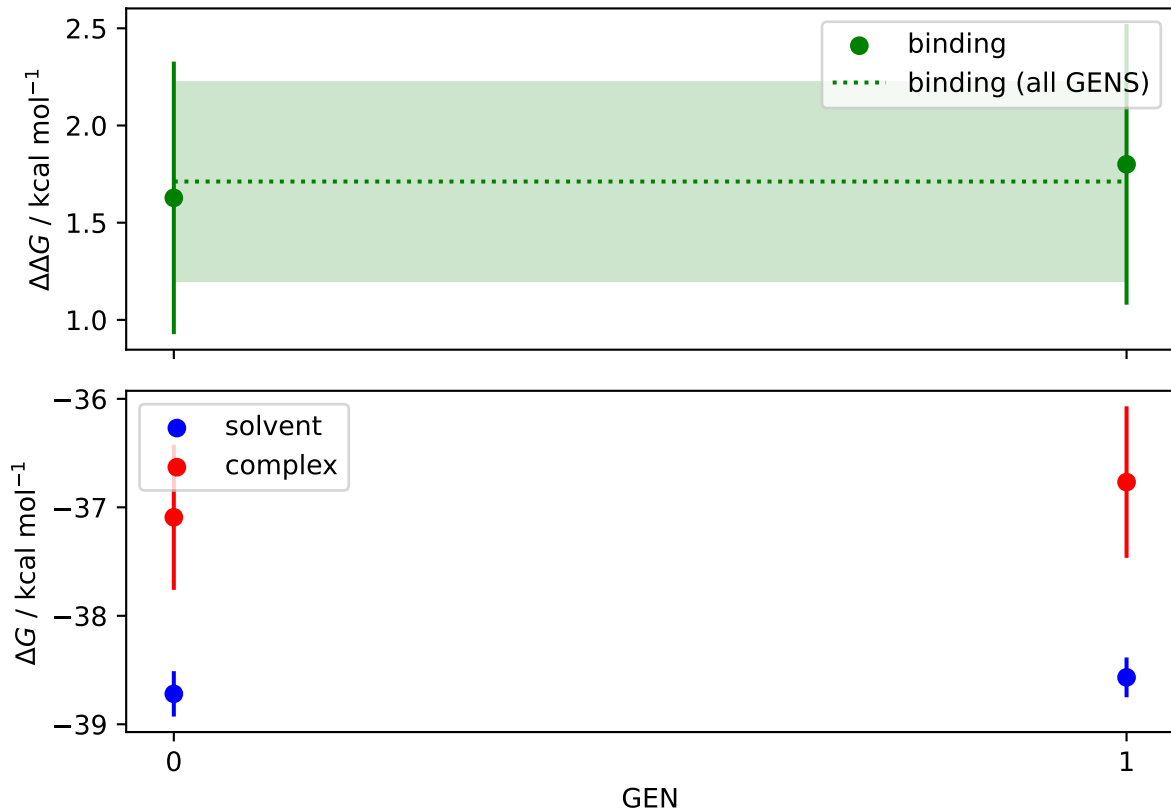 2.5
2.0
1.5
1.0
ΔΔG / kcal mol⁻¹
binding
binding (all GENS)
−36
−37
−38
−39
ΔG / kcal mol⁻¹
solvent
complex
0
1
GEN